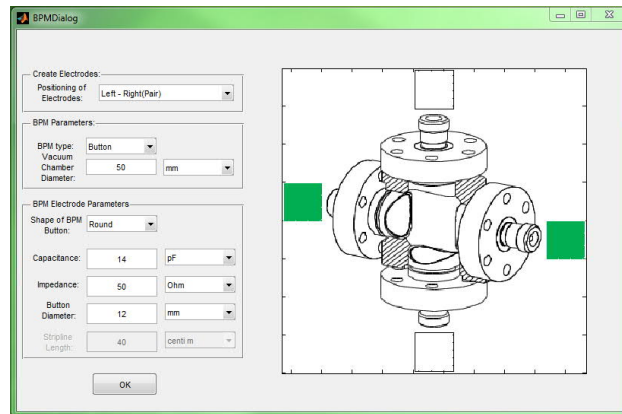 BPMDialog
Create Electrodes:
Positioning of
Electrodes:
Left - Right(Pair)
BPM Parameters:
BPM type:
Button
Vacuum
Chamber
Diameter:
50
mm
BPM Electrode Parameters
Shape of BPM
Button:
Round
Capacitance:
14
pF
Impedance:
50
Ohm
Button
Diameter:
12
mm
Stripline
Length:
40
centi m
OK